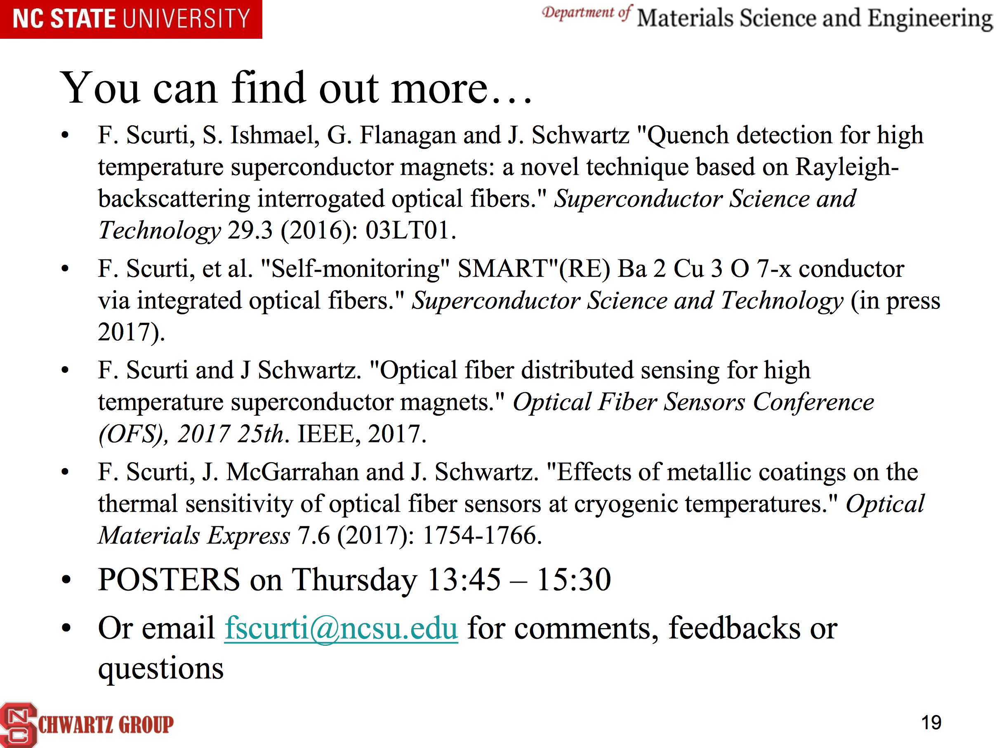 NC STATE UNIVERSITY
Department of Materials Science and Engineering
You can find out more…
• F. Scurti, S. Ishmael, G. Flanagan and J. Schwartz "Quench detection for high
temperature superconductor magnets: a novel technique based on Rayleigh-
backscattering interrogated optical fibers." Superconductor Science and
Technology 29.3 (2016): 03LT01.
• F. Scurti, et al. "Self-monitoring" SMART"(RE) Ba 2 Cu 3 O 7-x conductor
via integrated optical fibers." Superconductor Science and Technology (in press
2017).
• F. Scurti and J Schwartz. "Optical fiber distributed sensing for high
temperature superconductor magnets." Optical Fiber Sensors Conference
(OFS), 2017 25th. IEEE, 2017.
• F. Scurti, J. McGarrahan and J. Schwartz. "Effects of metallic coatings on the
thermal sensitivity of optical fiber sensors at cryogenic temperatures." Optical
Materials Express 7.6 (2017): 1754-1766.
• POSTERS on Thursday 13:45 – 15:30
• Or email fscurti@ncsu.edu for comments, feedbacks or
questions
SCHWARTZ GROUP
19